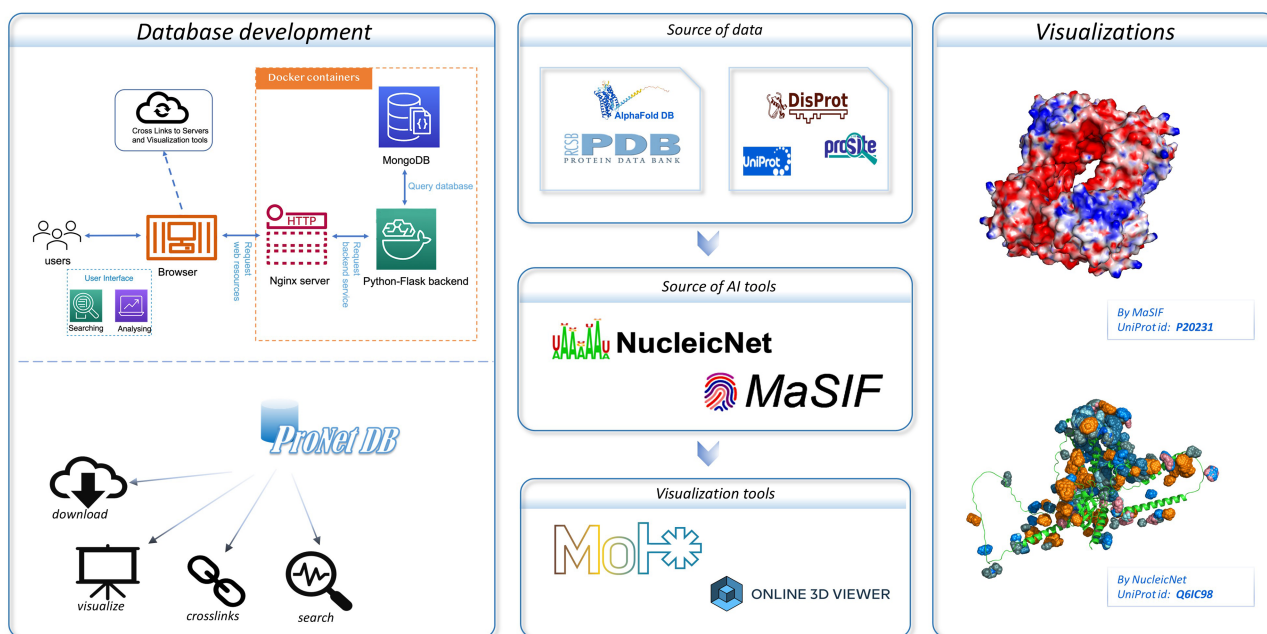 Database development
Docker containers
Cross Links to Servers
and Visualization tools
MongoDB
Query database
users
Browser
Request
web resources
HTTP
Nginx server
Request
backend service
Python-Flask backend
User Interface
Searching
Analysing
ProNet DB
download
visualize
crosslinks
search
Source of data
AlphaFold DB
RCSB
PDB
PROTEIN DATA BANK
DisProt
UniProt
prosite
Source of AI tools
UAAAAAU
AAAAA
NucleicNet
MaSIF
Visualization tools
Mol*
ONLINE 3D VIEWER
Visualizations
By MaSIF
UniProt id: P20231
By NucleicNet
UniProt id: Q6IC98